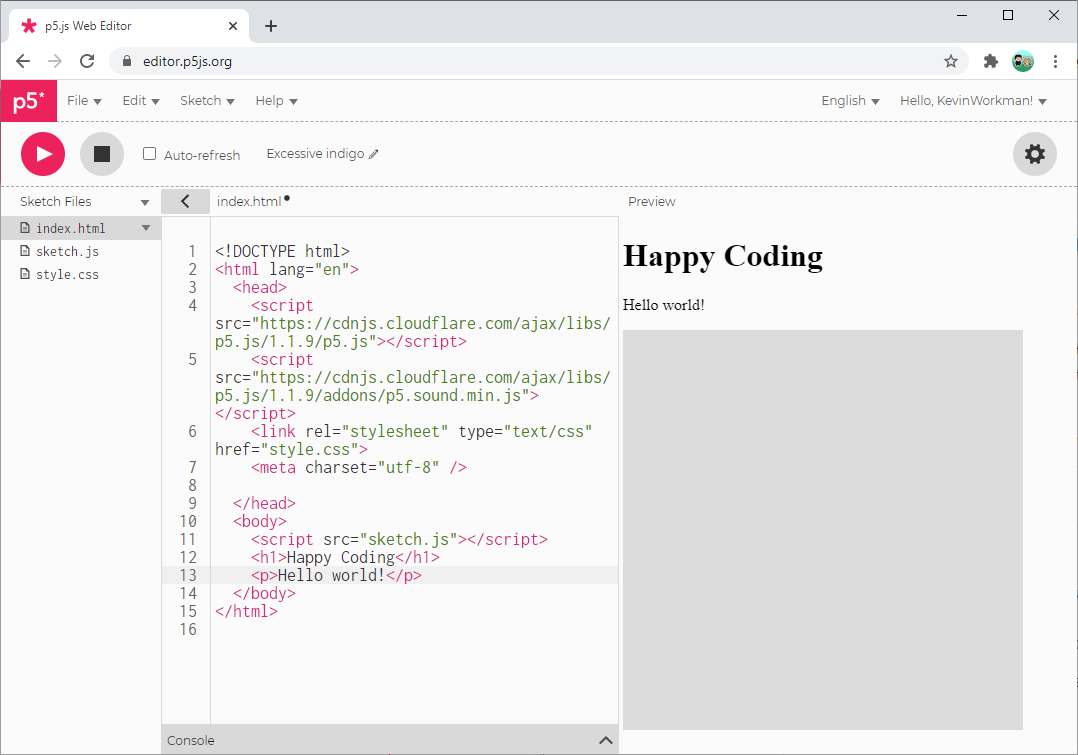 p5.js Web Editor
editor.p5js.org
p5* File Edit Sketch Help English Hello, KevinWorkman!
Auto-refresh Excessive indigo
Sketch Files
index.html
sketch.js
style.css
index.html
1 <!DOCTYPE html>
2 <html lang="en">
3 <head>
4 <script
src="https://cdnjs.cloudflare.com/ajax/libs/
p5.js/1.1.9/p5.js"></script>
5 <script
src="https://cdnjs.cloudflare.com/ajax/libs/
p5.js/1.1.9/addons/p5.sound.min.js">
</script>
6 <link rel="stylesheet" type="text/css"
href="style.css">
7 <meta charset="utf-8" />
8
9 </head>
10 <body>
11 <script src="sketch.js"></script>
12 <h1>Happy Coding</h1>
13 <p>Hello world!</p>
14 </body>
15 </html>
16
Console
Preview
Happy Coding
Hello world!